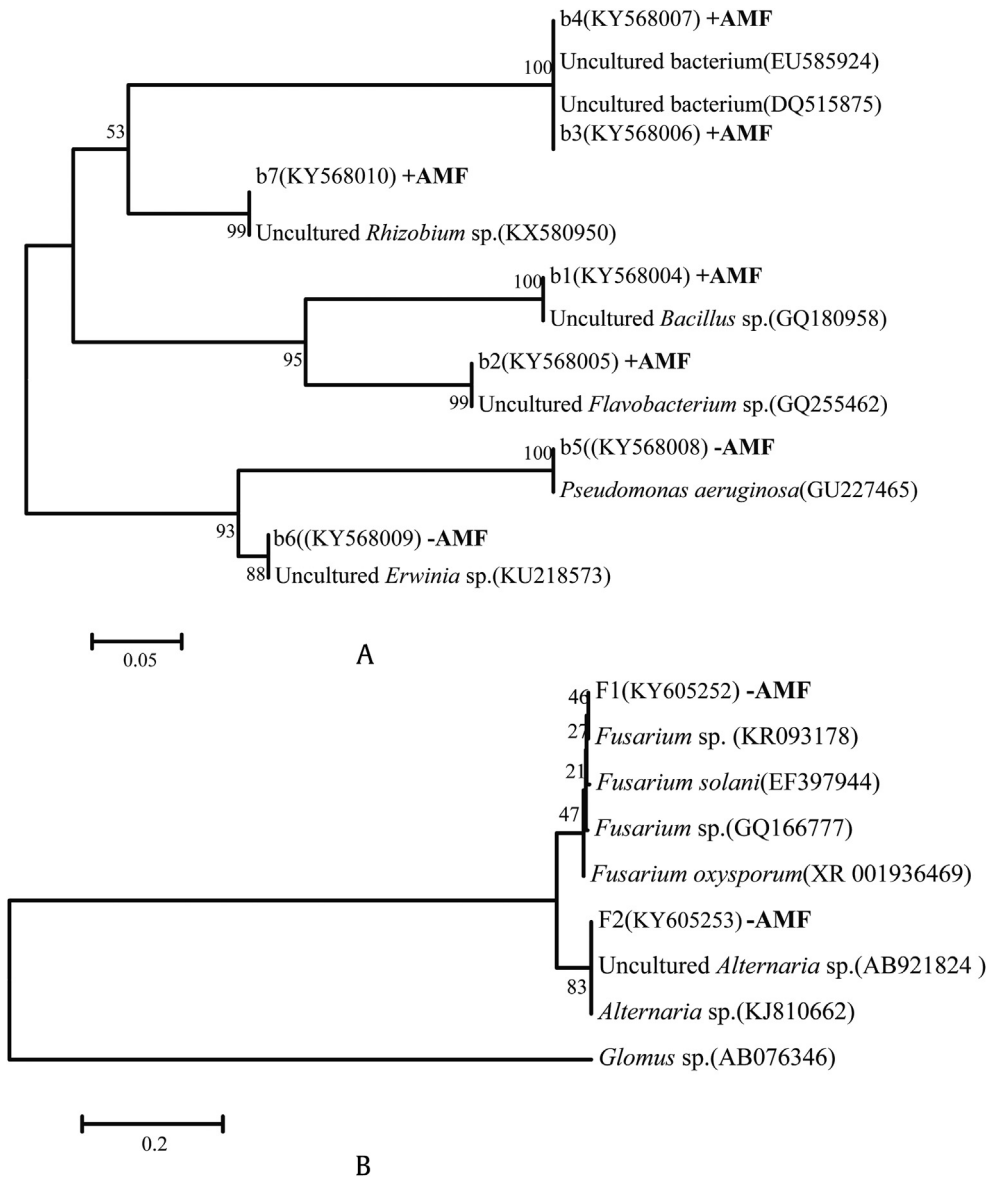 b4(KY568007) +AMF
100
Uncultured bacterium(EU585924)
Uncultured bacterium(DQ515875)
53
b3(KY568006) +AMF
b7(KY568010) +AMF
99
Uncultured Rhizobium sp.(KX580950)
100
b1(KY568004) +AMF
Uncultured Bacillus sp.(GQ180958)
95
b2(KY568005) +AMF
99
Uncultured Flavobacterium sp.(GQ255462)
100
b5((KY568008) -AMF
Pseudomonas aeruginosa(GU227465)
93
b6((KY568009) -AMF
88
Uncultured Erwinia sp.(KU218573)
0.05
A
46
F1(KY605252) -AMF
27
Fusarium sp. (KR093178)
21
Fusarium solani(EF397944)
47
Fusarium sp.(GQ166777)
Fusarium oxysporum(XR 001936469)
F2(KY605253) -AMF
Uncultured Alternaria sp.(AB921824 )
83
Alternaria sp.(KJ810662)
Glomus sp.(AB076346)
0.2
B